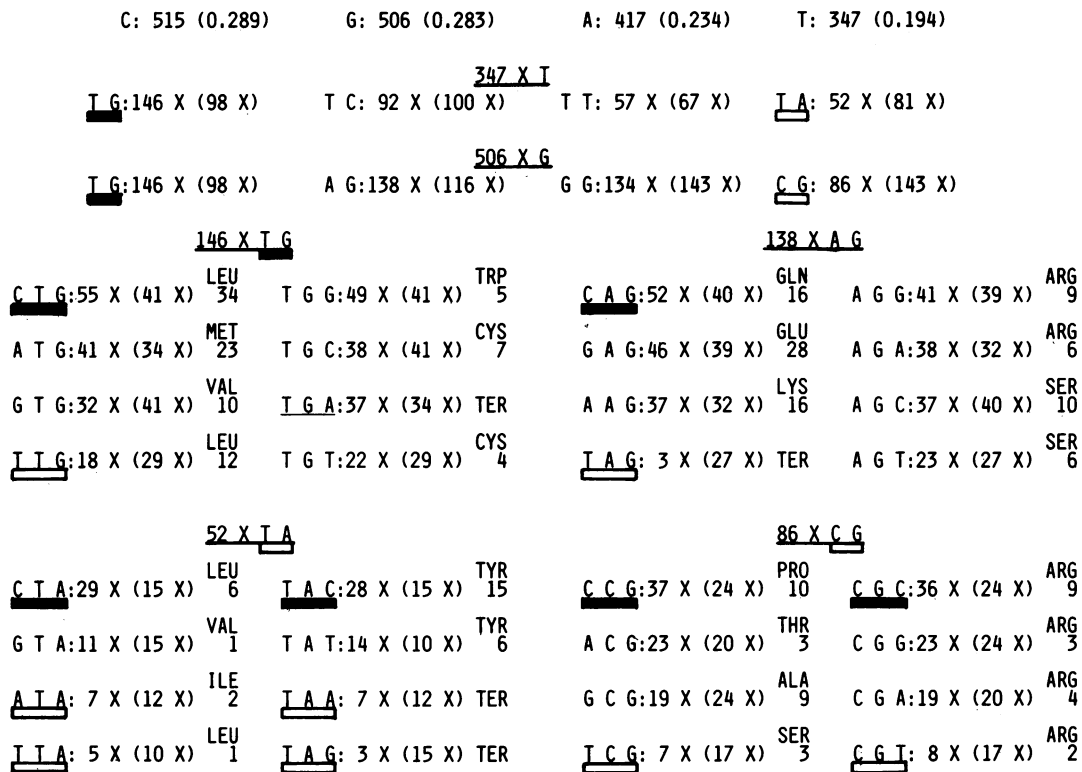 C: 515 (0.289) G: 506 (0.283) A: 417 (0.234) T: 347 (0.194)
347 X T
T G:146 X (98 X) T C: 92 X (100 X) T T: 57 X (67 X) T A: 52 X (81 X)
506 X G
T G:146 X (98 X) A G:138 X (116 X) G G:134 X (143 X) C G: 86 X (143 X)
146 X T G 138 X A G
LEU TRP GLN ARG
C T G:55 X (41 X) 34 T G G:49 X (41 X) 5 C A G:52 X (40 X) 16 A G G:41 X (39 X) 9
MET CYS GLU ARG
A T G:41 X (34 X) 23 T G C:38 X (41 X) 7 G A G:46 X (39 X) 28 A G A:38 X (32 X) 6
VAL LYS SER
G T G:32 X (41 X) 10 T G A:37 X (34 X) TER A A G:37 X (32 X) 16 A G C:37 X (40 X) 10
LEU CYS SER
T T G:18 X (29 X) 12 T G T:22 X (29 X) 4 T A G: 3 X (27 X) TER A G T:23 X (27 X) 6
52 X T A 86 X C G
LEU TYR PRO ARG
C T A:29 X (15 X) 6 T A C:28 X (15 X) 15 C C G:37 X (24 X) 10 C G C:36 X (24 X) 9
VAL TYR THR ARG
G T A:11 X (15 X) 1 T A T:14 X (10 X) 6 A C G:23 X (20 X) 3 C G G:23 X (24 X) 3
ILE ALA ARG
A T A: 7 X (12 X) 2 T A A: 7 X (12 X) TER G C G:19 X (24 X) 9 C G A:19 X (20 X) 4
LEU SER ARG
T T A: 5 X (10 X) 1 T A G: 3 X (15 X) TER T C G: 7 X (17 X) 3 C G T: 8 X (17 X) 2